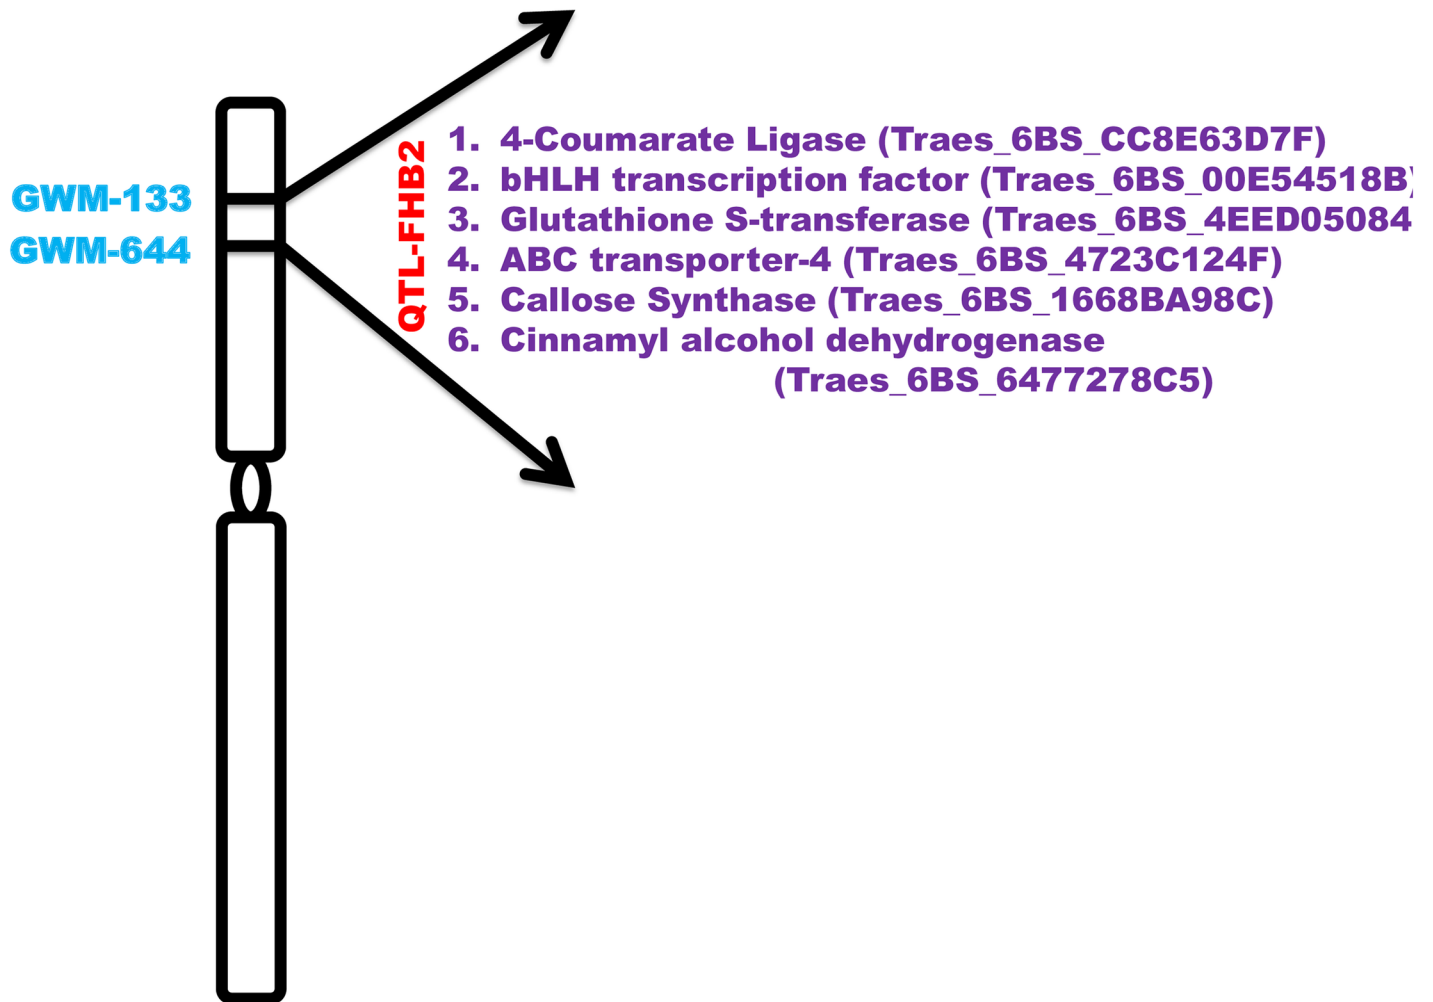 GWM-133
GWM-644
QTL-FHB2
1. 4-Coumarate Ligase (Traes_6BS_CC8E63D7F)
2. bHLH transcription factor (Traes_6BS_00E54518B)
3. Glutathione S-transferase (Traes_6BS_4EED05084
4. ABC transporter-4 (Traes_6BS_4723C124F)
5. Callose Synthase (Traes_6BS_1668BA98C)
6. Cinnamyl alcohol dehydrogenase
(Traes_6BS_6477278C5)